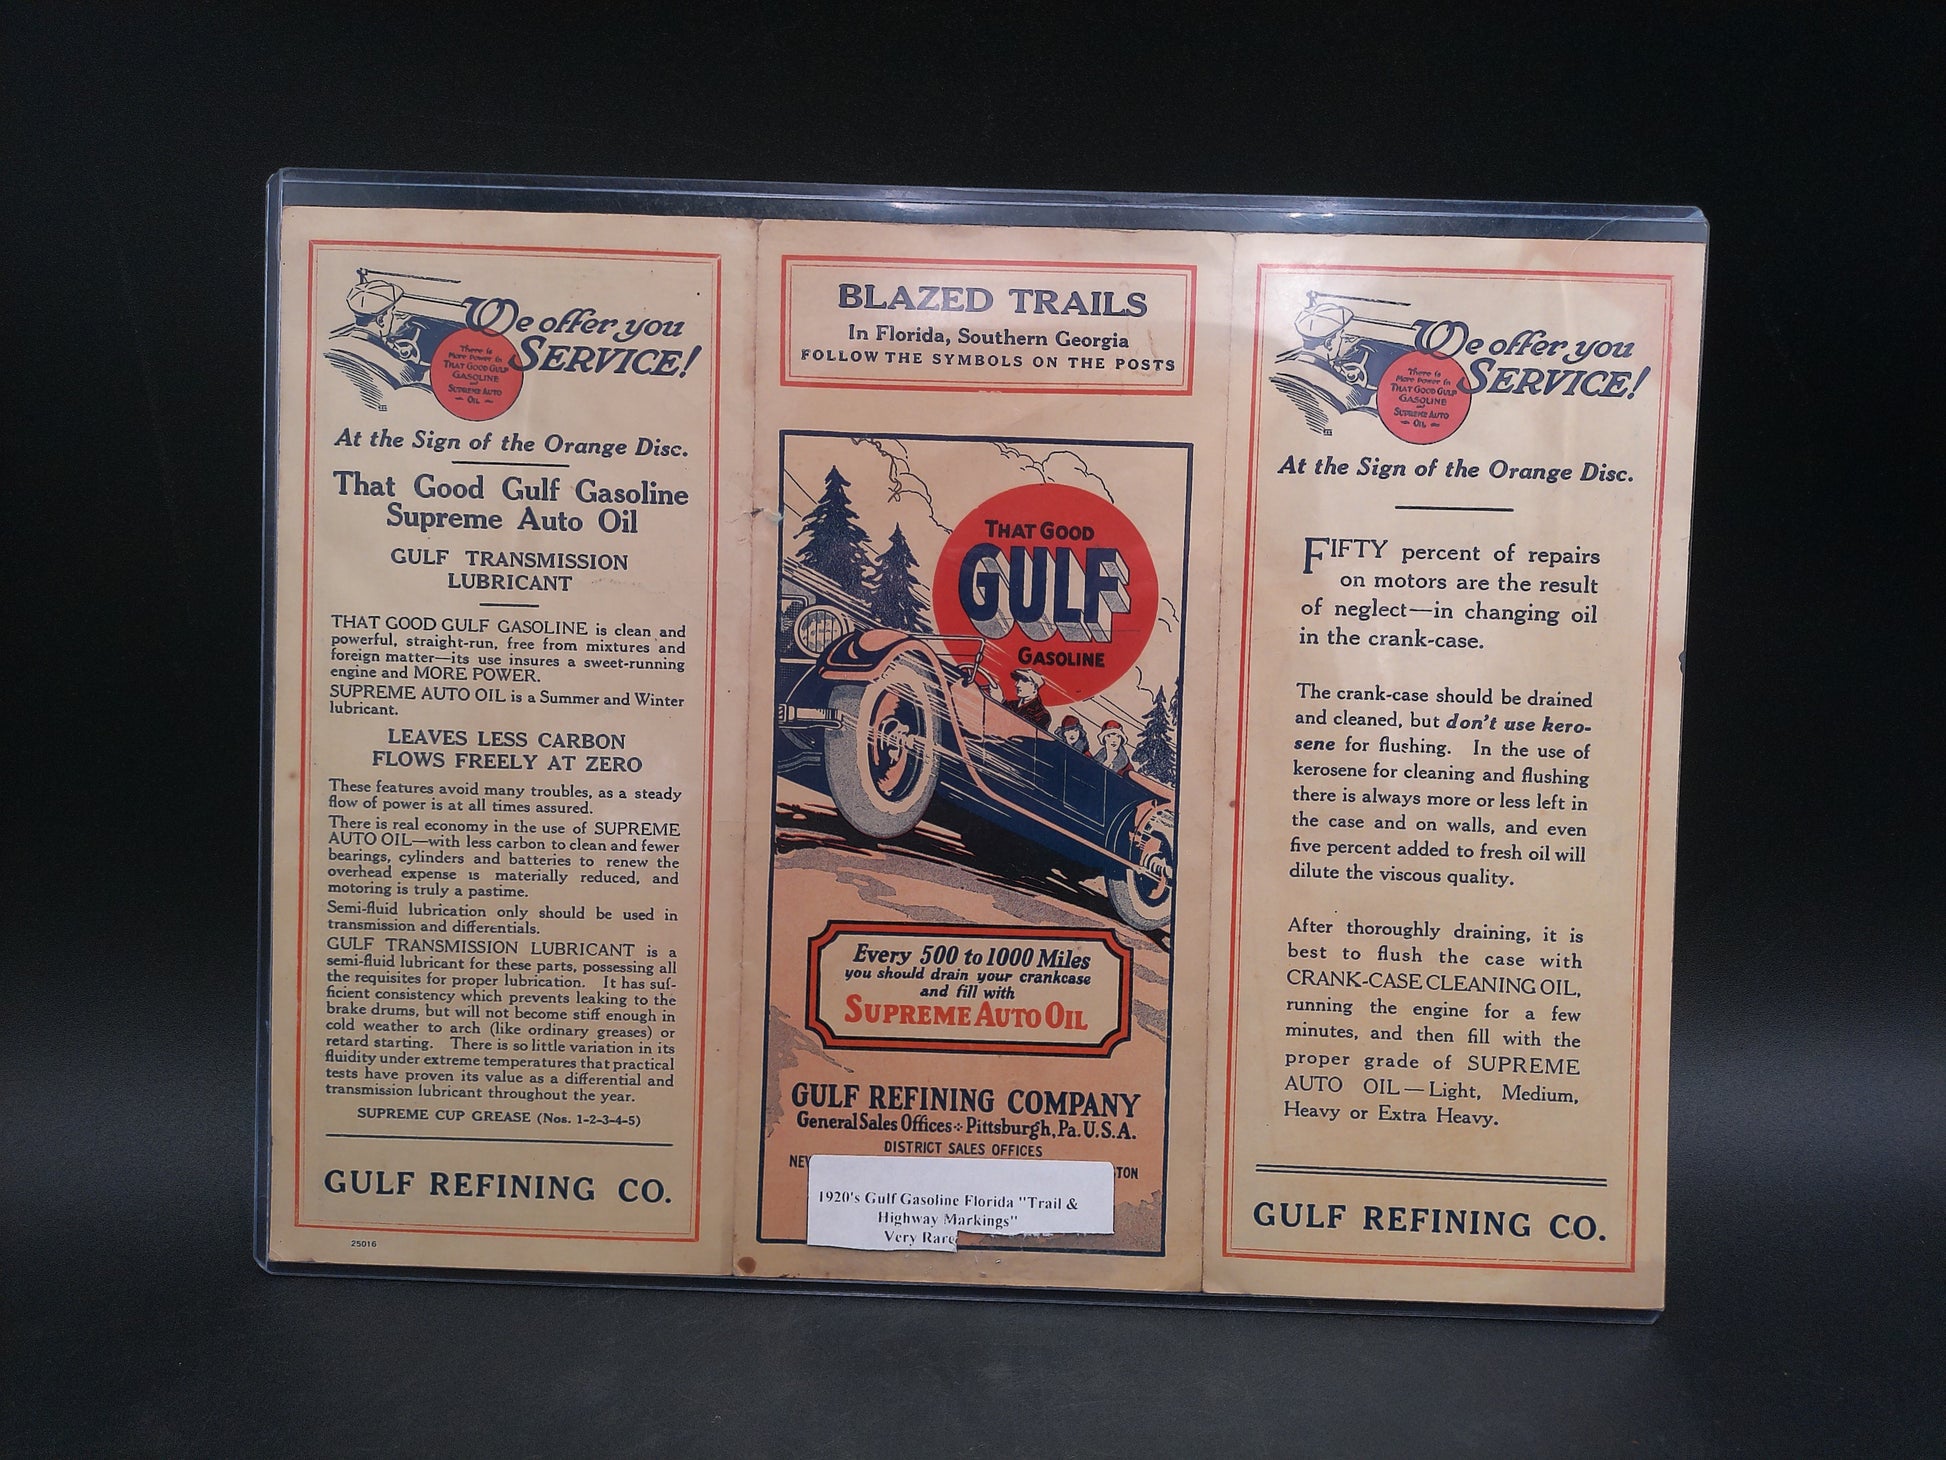 We offer you
SERVICE!
There is
More Power in
THAT GOOD GULF
GASOLINE
and
SUPREME AUTO
OIL
At the Sign of the Orange Disc.
That Good Gulf Gasoline
Supreme Auto Oil
GULF TRANSMISSION
LUBRICANT
THAT GOOD GULF GASOLINE is clean and
powerful, straight-run, free from mixtures and
foreign matter—its use insures a sweet-running
engine and MORE POWER.
SUPREME AUTO OIL is a Summer and Winter
lubricant.
LEAVES LESS CARBON
FLOWS FREELY AT ZERO
These features avoid many troubles, as a steady
flow of power is at all times assured.
There is real economy in the use of SUPREME
AUTO OIL—with less carbon to clean and fewer
bearings, cylinders and batteries to renew the
overhead expense is materially reduced, and
motoring is truly a pastime.
Semi-fluid lubrication only should be used in
transmission and differentials.
GULF TRANSMISSION LUBRICANT is a
semi-fluid lubricant for these parts, possessing all
the requisites for proper lubrication. It has suf-
ficient consistency which prevents leaking to the
brake drums, but will not become stiff enough in
cold weather to arch (like ordinary greases) or
retard starting. There is so little variation in its
fluidity under extreme temperatures that practical
tests have proven its value as a differential and
transmission lubricant throughout the year.
SUPREME CUP GREASE (Nos. 1-2-3-4-5)
GULF REFINING CO.
25016
BLAZED TRAILS
In Florida, Southern Georgia
FOLLOW THE SYMBOLS ON THE POSTS
THAT GOOD
GULF
GASOLINE
Every 500 to 1000 Miles
you should drain your crankcase
and fill with
SUPREME AUTO OIL
GULF REFINING COMPANY
General Sales Offices Pittsburgh, Pa. U.S.A.
DISTRICT SALES OFFICES
1920's Gulf Gasoline Florida "Trail &
Highway Markings"
Very Rare
We offer you
SERVICE!
There is
More Power in
THAT GOOD GULF
GASOLINE
and
SUPREME AUTO
OIL
At the Sign of the Orange Disc.
FIFTY percent of repairs
on motors are the result
of neglect—in changing oil
in the crank-case.
The crank-case should be drained
and cleaned, but don't use kero-
sene for flushing. In the use of
kerosene for cleaning and flushing
there is always more or less left in
the case and on walls, and even
five percent added to fresh oil will
dilute the viscous quality.
After thoroughly draining, it is
best to flush the case with
CRANK-CASE CLEANING OIL,
running the engine for a few
minutes, and then fill with the
proper grade of SUPREME
AUTO OIL—Light, Medium,
Heavy or Extra Heavy.
GULF REFINING CO.